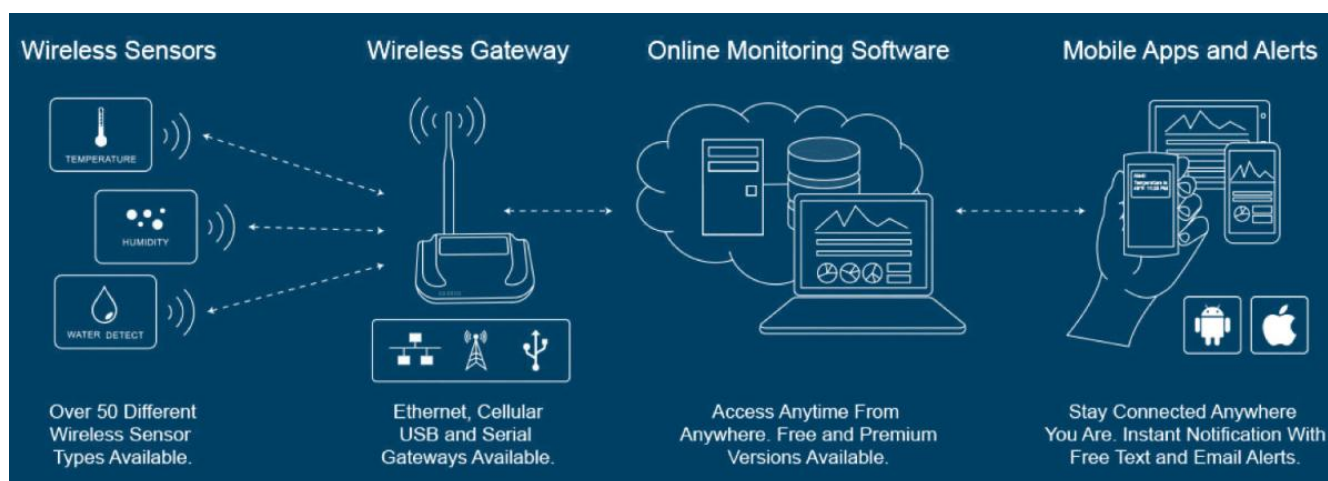 Wireless Sensors
Wireless Gateway
Online Monitoring Software
Mobile Apps and Alerts
TEMPERATURE
HUMIDITY
WATER DETECT
Over 50 Different
Wireless Sensor
Types Available.
Ethernet, Cellular
USB and Serial
Gateways Available.
Access Anytime From
Anywhere. Free and Premium
Versions Available.
Stay Connected Anywhere
You Are. Instant Notification With
Free Text and Email Alerts.